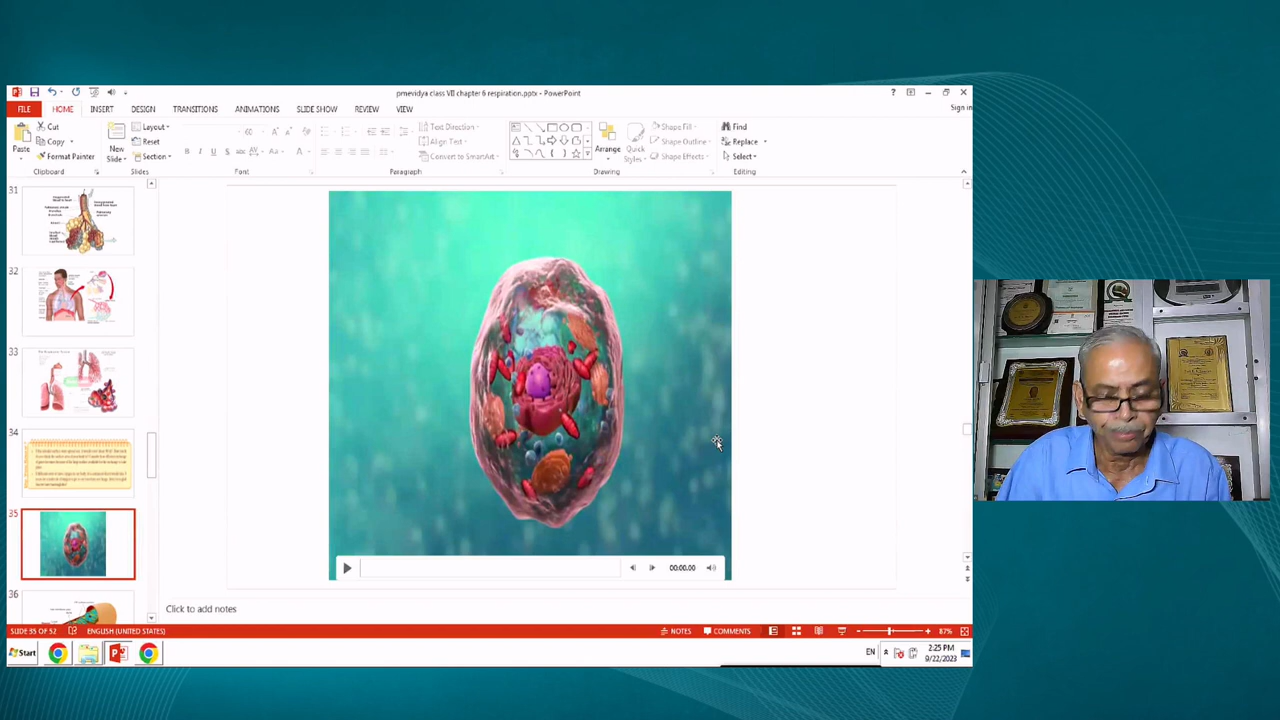 pmevidya class VII chapter 6 respiration.pptx - PowerPoint
Sign in
FILE HOME INSERT DESIGN TRANSITIONS ANIMATIONS SLIDE SHOW REVIEW VIEW
Paste
Cut
Copy
Format Painter
Clipboard
New Slide
Layout
Reset
Section
Slides
60
Font
Text Direction
Align Text
Convert to SmartArt
Paragraph
Arrange
Quick Styles
Shape Fill
Shape Outline
Shape Effects
Drawing
Find
Replace
Select
Editing
31
32
33
34
35
36
00:00.00
Click to add notes
SLIDE 35 OF 52 ENGLISH (UNITED STATES) NOTES COMMENTS 87%
Start EN 2:25 PM
9/22/2023